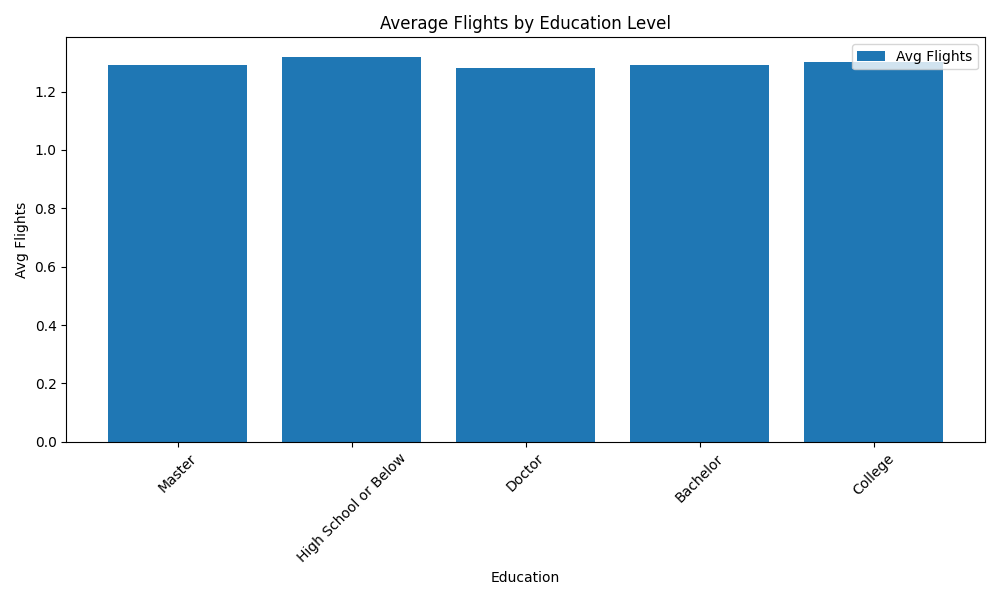 Average Flights by Education Level
Avg Flights
Avg Flights
1.2
1.0
0.8
0.6
0.4
0.2
0.0
Master
High School or Below
Doctor
Bachelor
College
Education